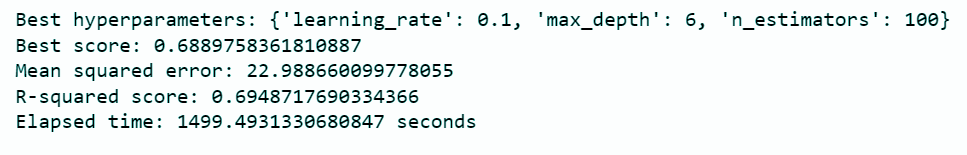 Best hyperparameters: {'learning_rate': 0.1, 'max_depth': 6, 'n_estimators': 100}
Best score: 0.6889758361810887
Mean squared error: 22.988660099778055
R-squared score: 0.6948717690334366
Elapsed time: 1499.4931330680847 seconds